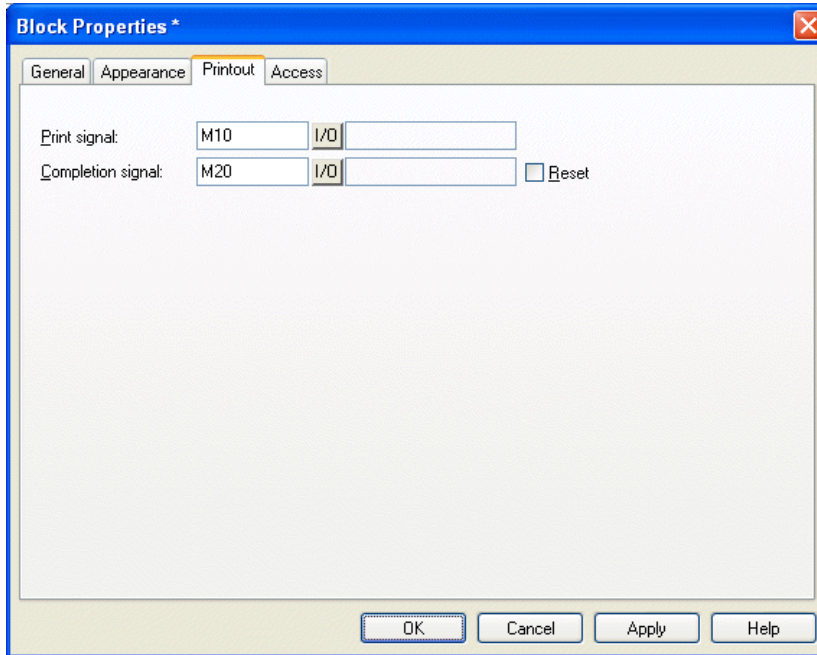 Block Properties *
General Appearance Printout Access
Print signal: M10 I/O
Completion signal: M20 I/O Reset
OK Cancel Apply Help